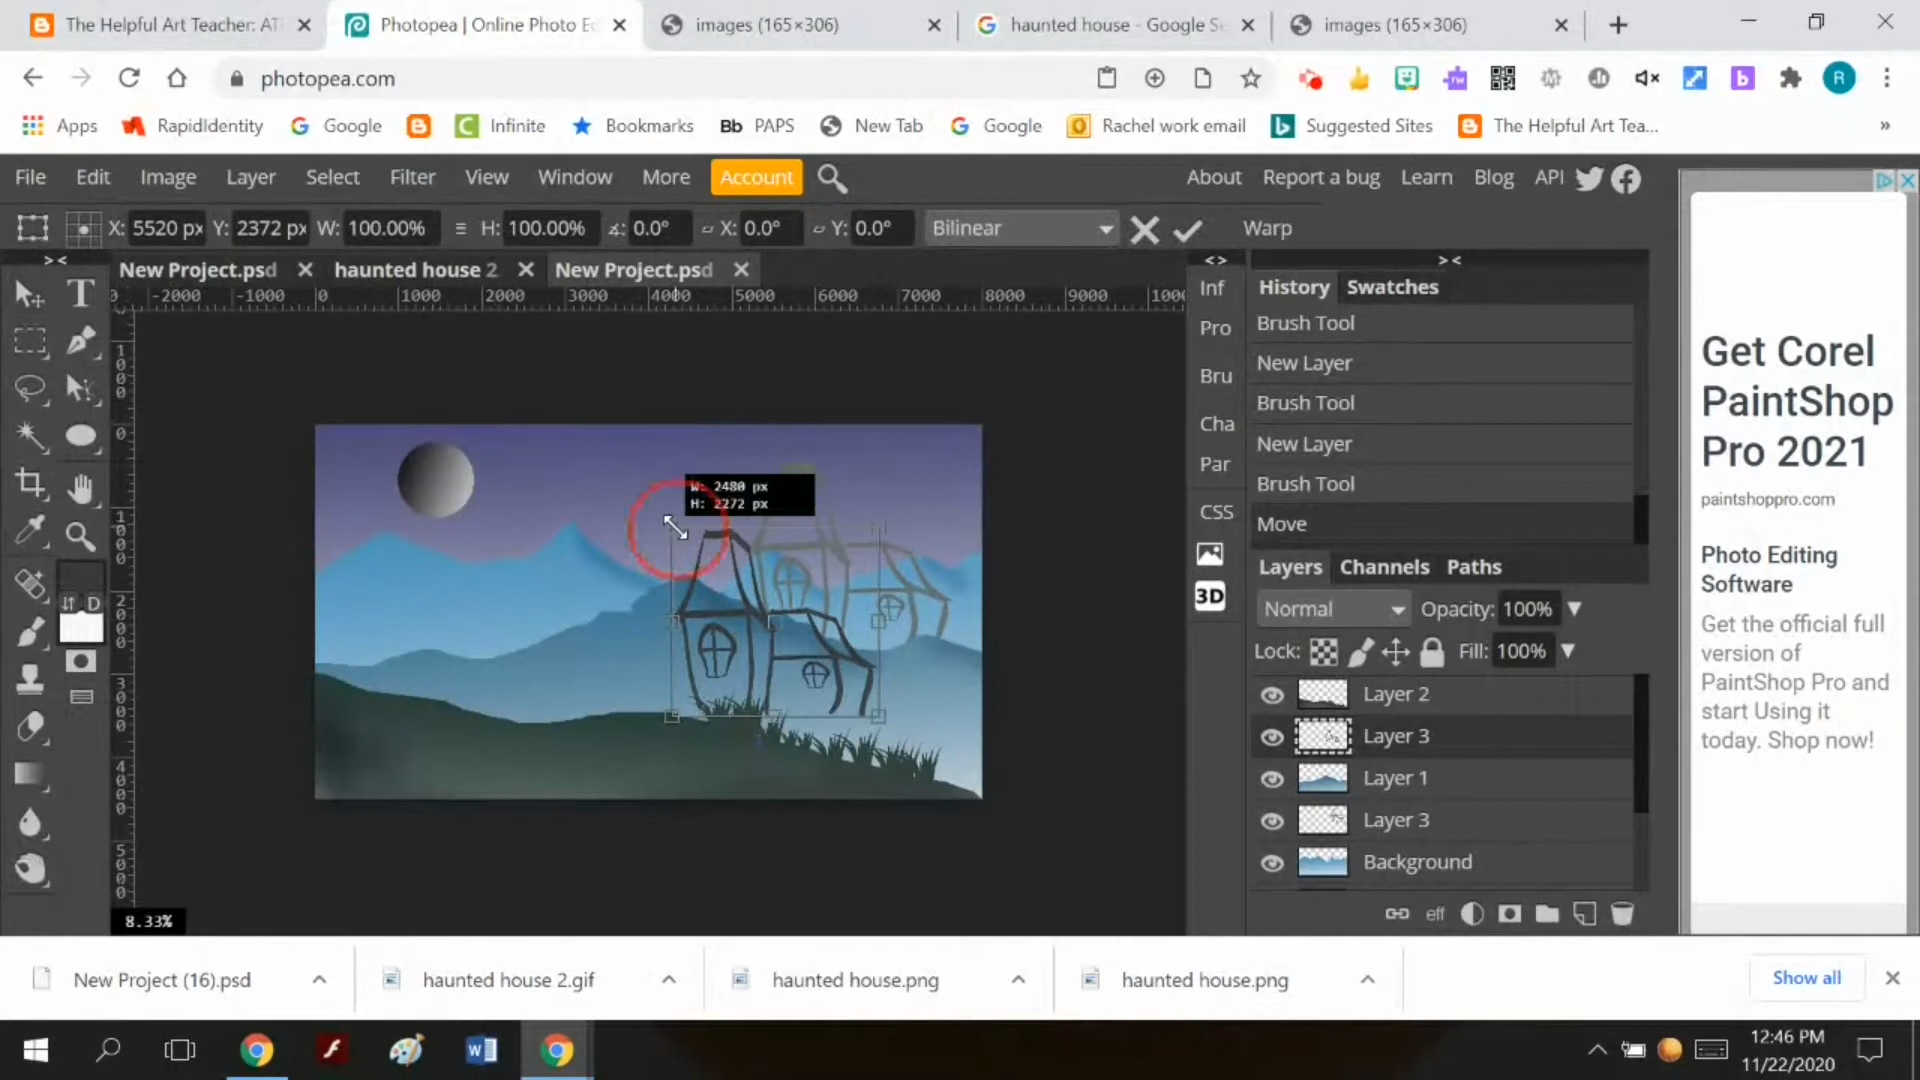 The Helpful Art Teacher: AT
Photopea | Online Photo Ed
images (165×306)
haunted house - Google Se
images (165×306)
photopea.com
R
Apps
RapidIdentity
Google
Infinite
Bookmarks
Bb PAPS
New Tab
Google
Rachel work email
Suggested Sites
The Helpful Art Tea...
»
File Edit Image Layer Select Filter View Window More Account
About Report a bug Learn Blog API
X: 5520 px Y: 2372 px W: 100.00% H: 100.00% 0.0° X: 0.0° Y: 0.0° Bilinear Warp
> <
< >
> <
New Project.psd
haunted house 2
New Project.psd
-2000 -1000 0 1000 2000 3000 4000 5000 6000 7000 8000 9000 1000
W: 2480 px
H: 2272 px
8.33%
T
D
Inf
Pro
Bru
Cha
Par
CSS
3D
History Swatches
Brush Tool
New Layer
Brush Tool
New Layer
Brush Tool
Move
Layers Channels Paths
Normal Opacity: 100%
Lock: Fill: 100%
Layer 2
Layer 3
Layer 1
Layer 3
Background
eff
Get Corel
PaintShop
Pro 2021
paintshoppro.com
Photo Editing
Software
Get the official full
version of
PaintShop Pro and
start Using it
today. Shop now!
New Project (16).psd
haunted house 2.gif
haunted house.png
haunted house.png
Show all
12:46 PM
11/22/2020